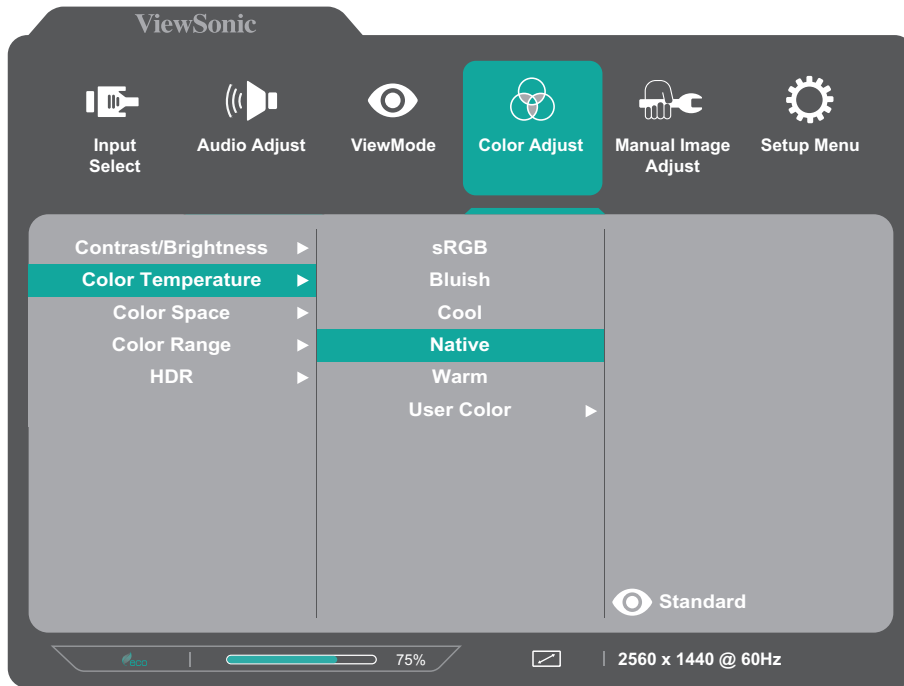 ViewSonic
Input
Select
Audio Adjust
ViewMode
Color Adjust
Manual Image
Adjust
Setup Menu
Contrast/Brightness
Color Temperature
Color Space
Color Range
HDR
sRGB
Bluish
Cool
Native
Warm
User Color
Standard
eco
75%
2560 x 1440 @ 60Hz